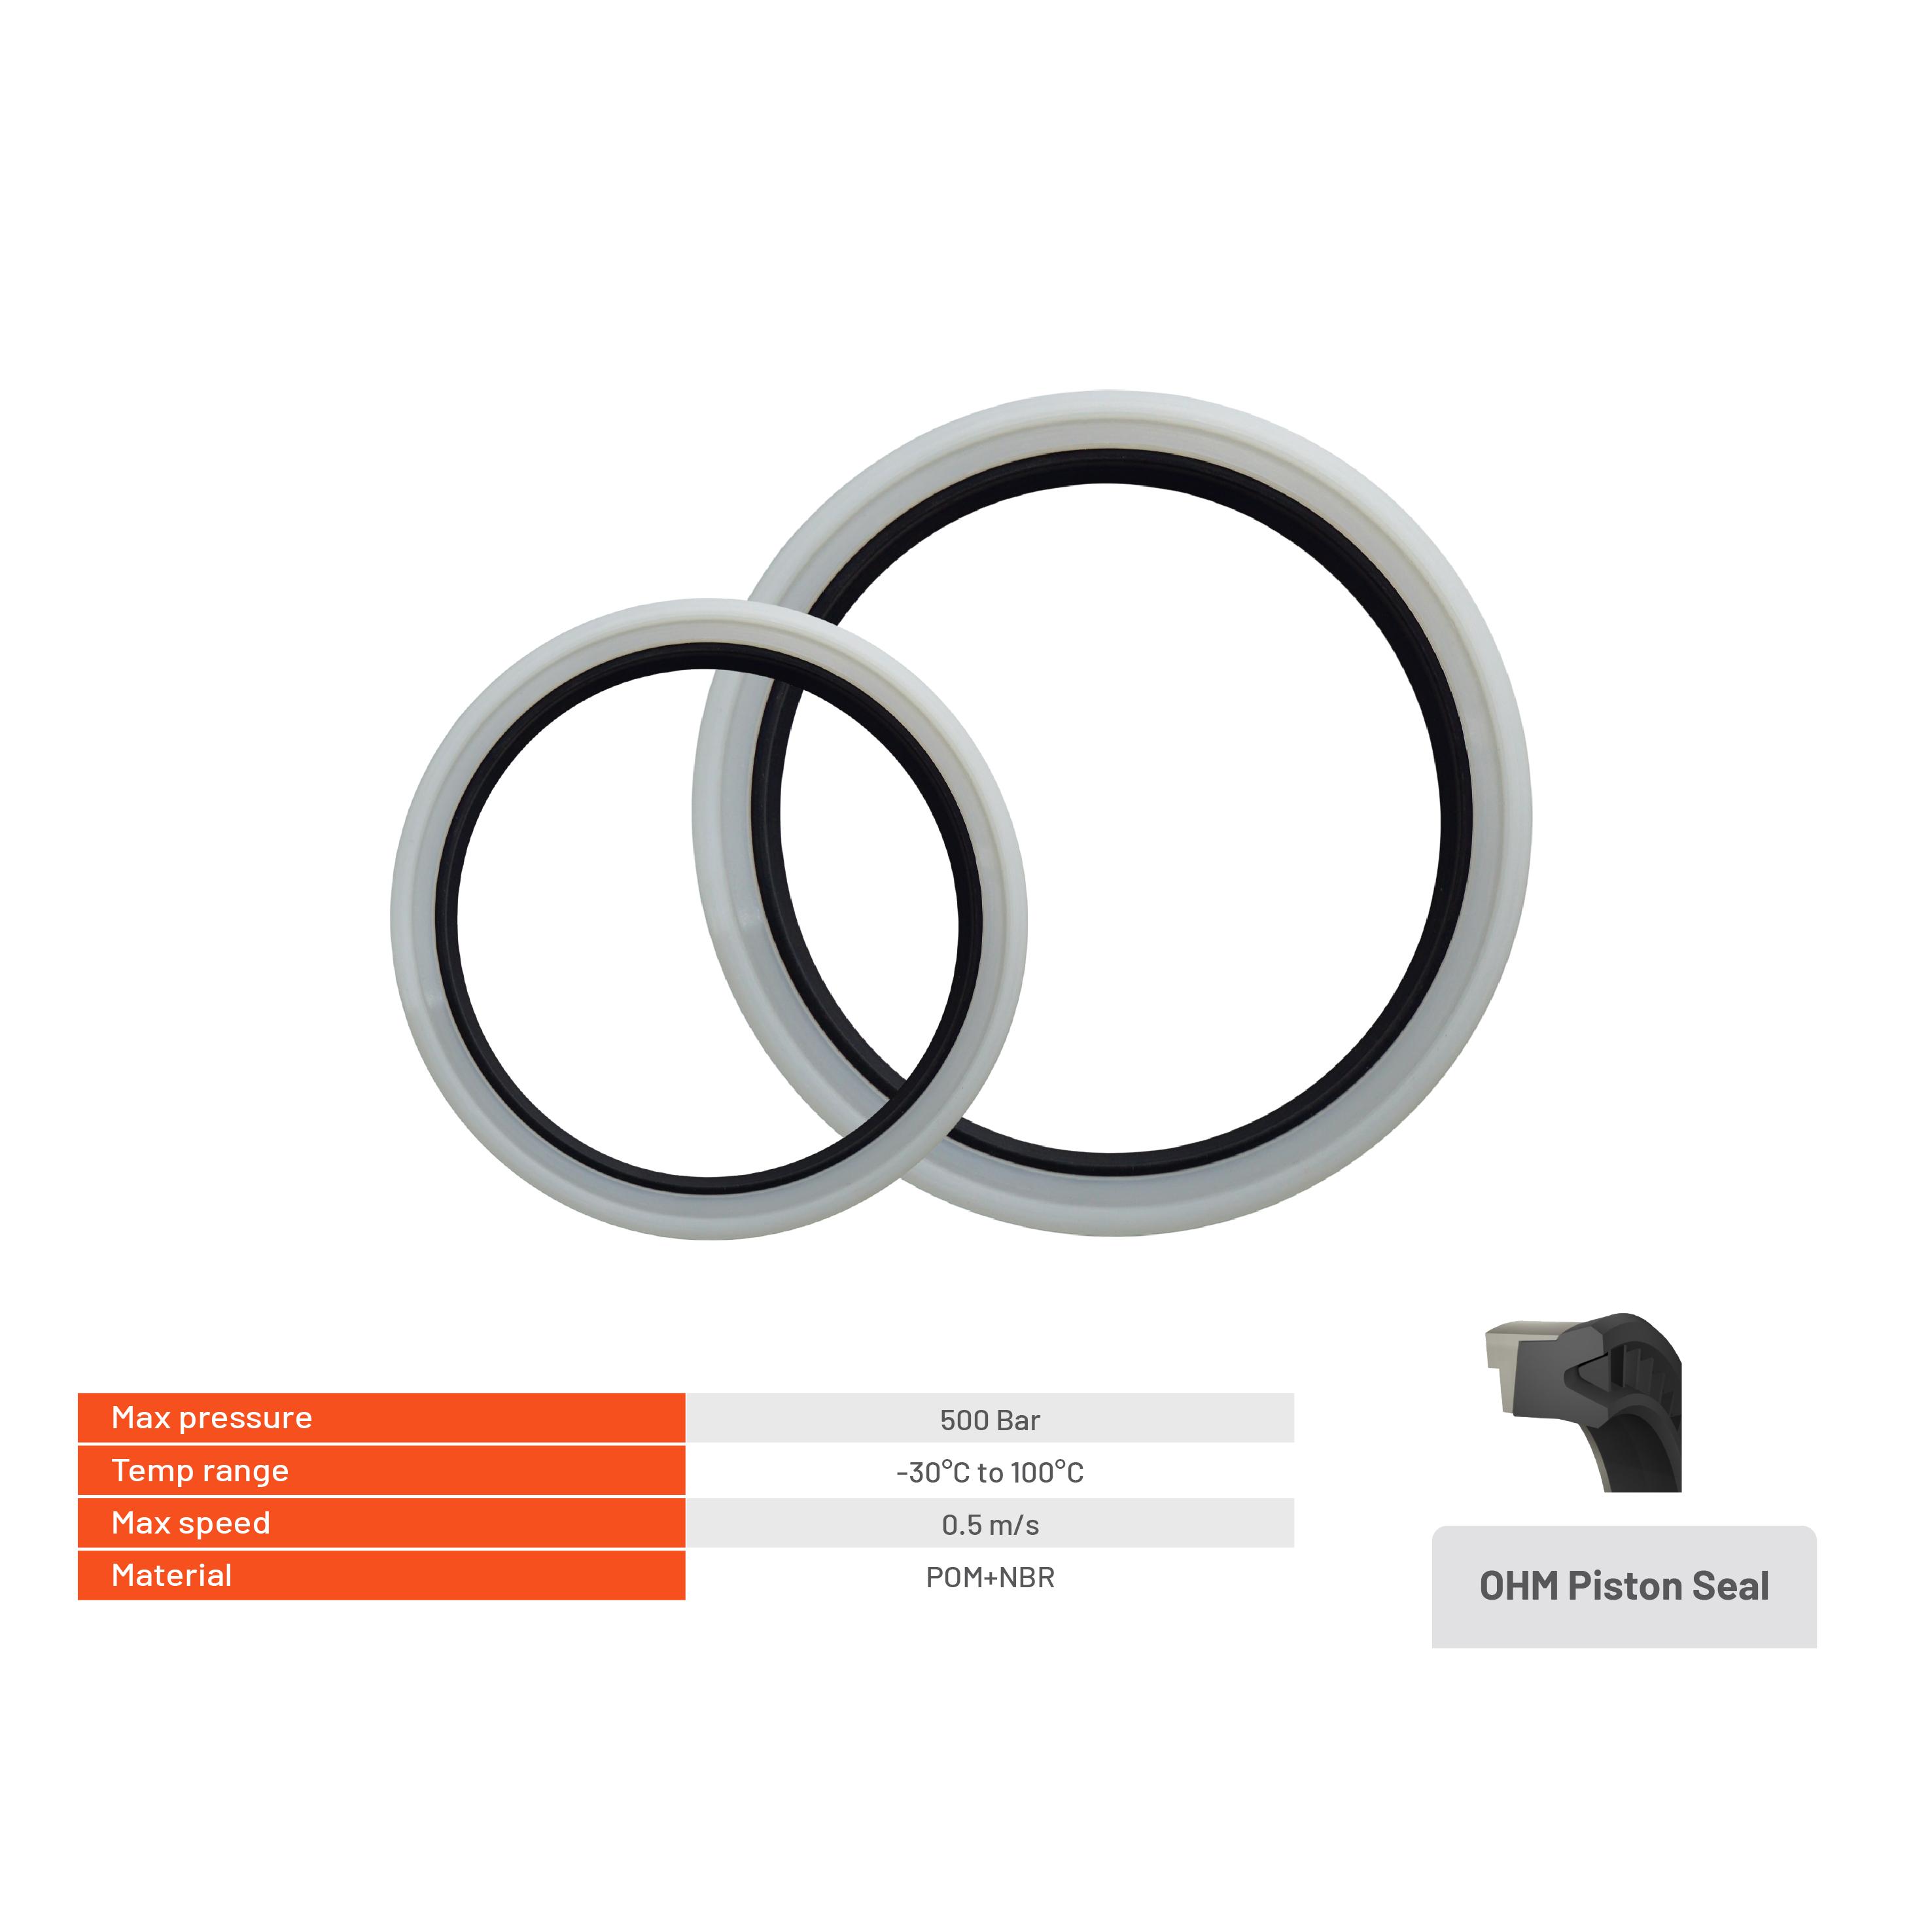 Max pressure 500 Bar
Temp range -30°C to 100°C
Max speed 0.5 m/s
Material POM+NBR
OHM Piston Seal